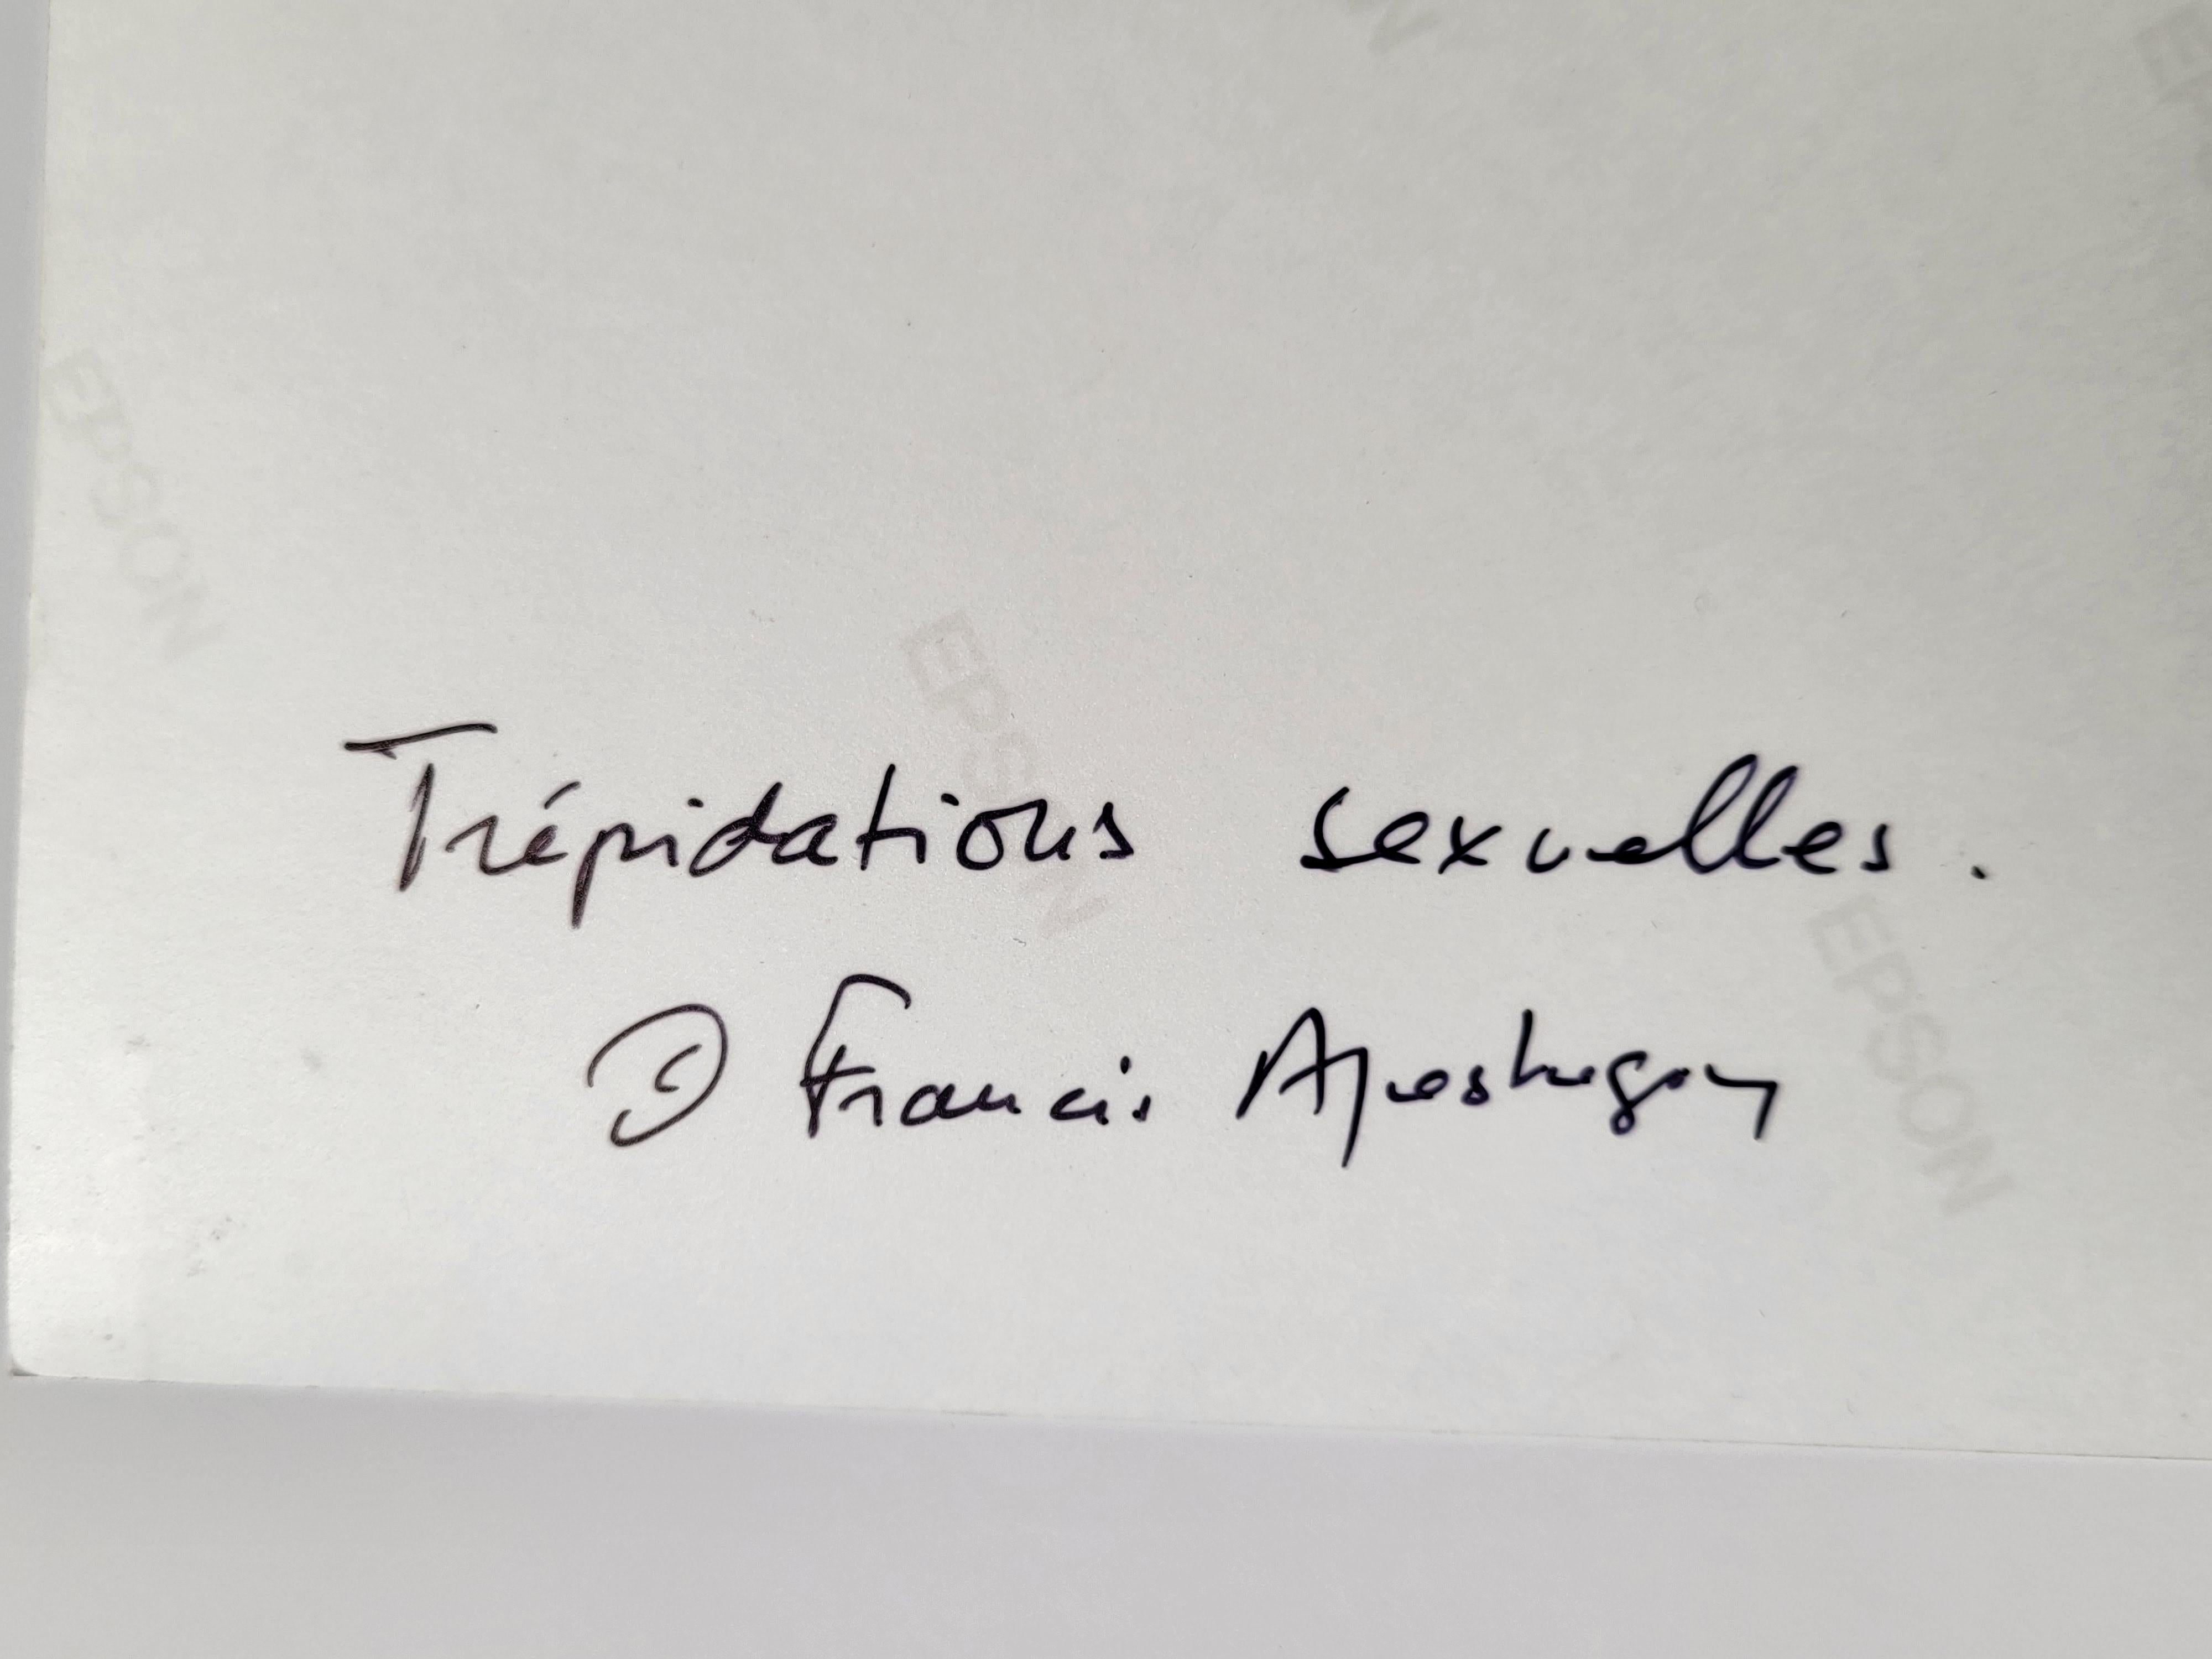 Trépidations sexuelles.
© Francis
EPSON
EPSON
EPSON